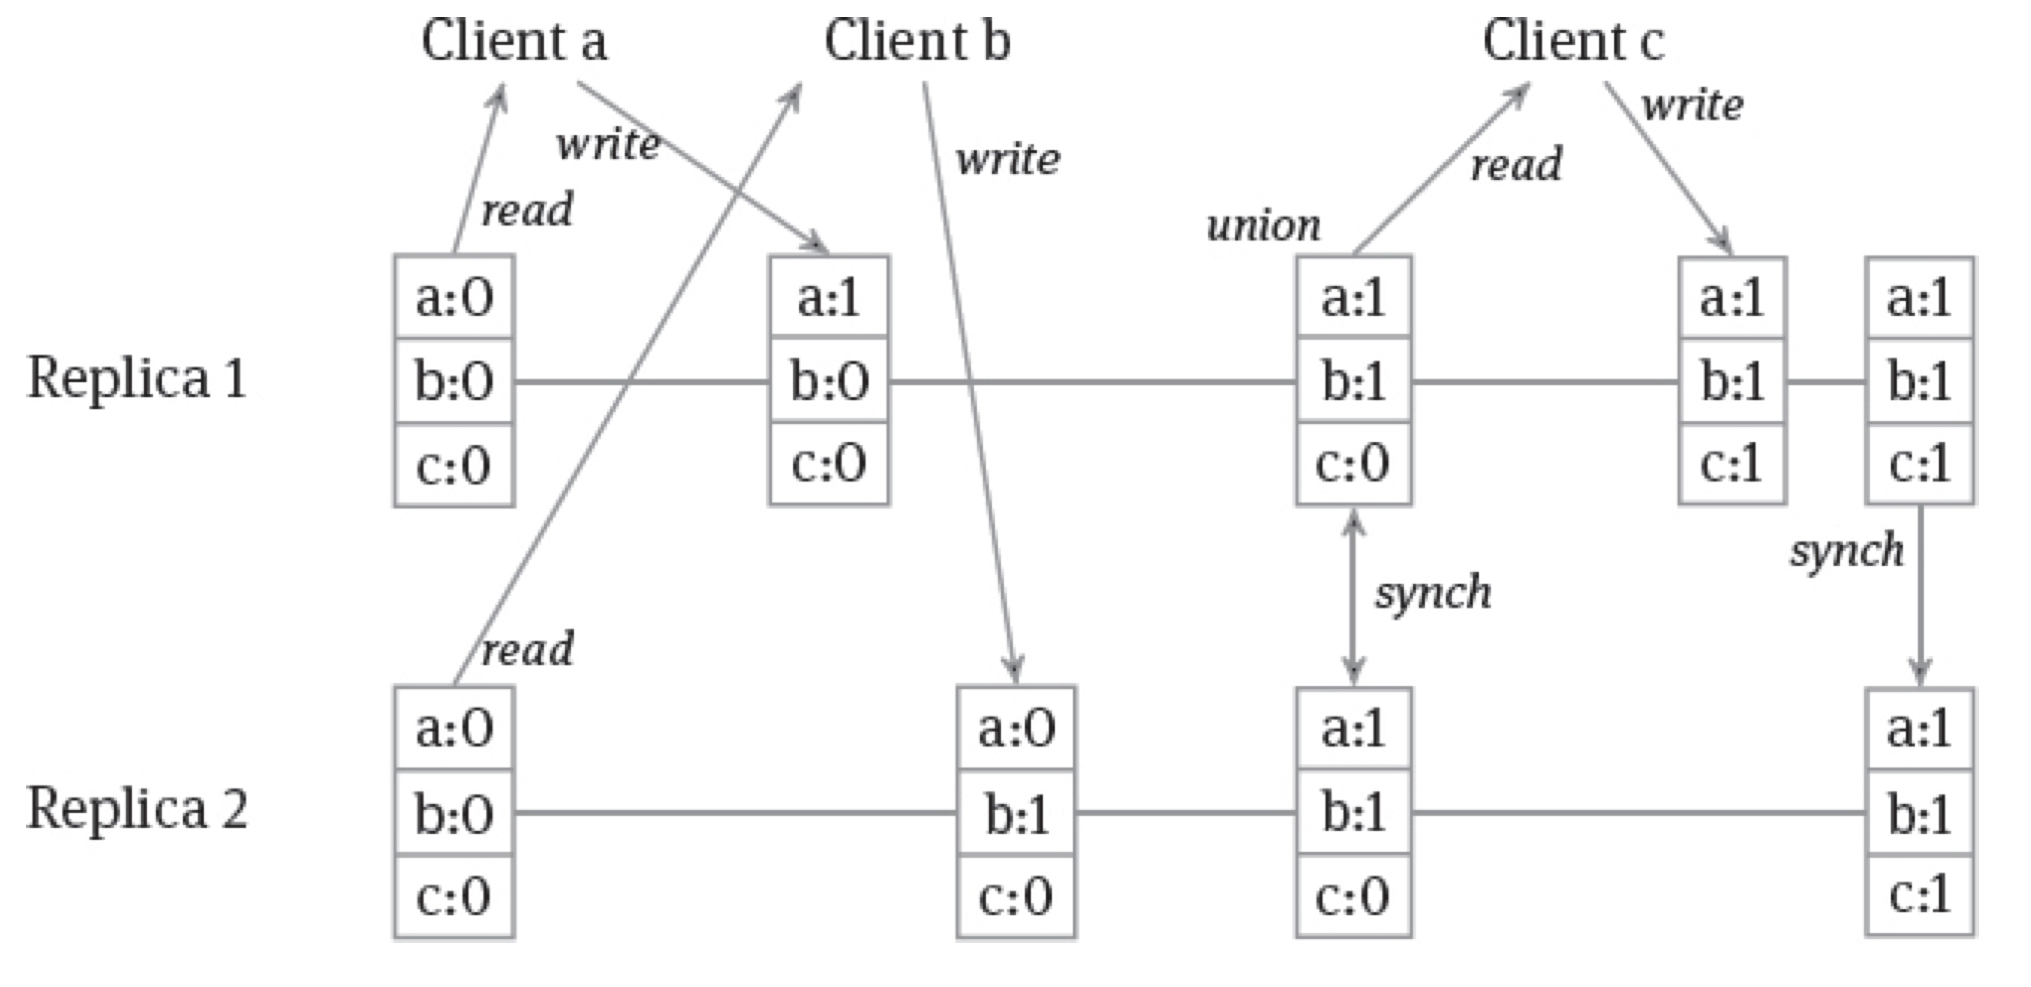 Client a
Client b
Client c
write
write
write
read
read
union
a:0
a:1
a:1
a:1
a:1
Replica 1
b:0
b:0
b:1
b:1
b:1
c:0
c:0
c:0
c:1
c:1
synch
synch
read
a:0
a:0
a:1
a:1
Replica 2
b:0
b:1
b:1
b:1
c:0
c:0
c:0
c:1